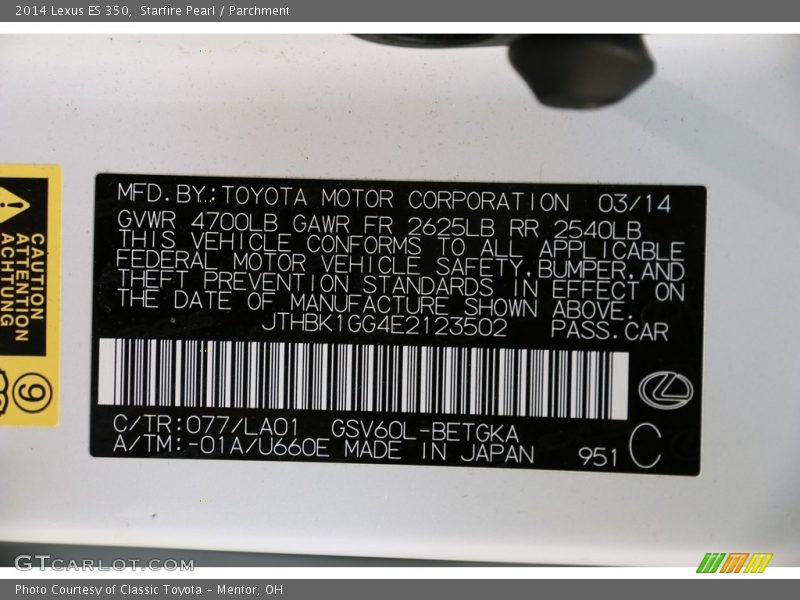 2014 Lexus ES 350, Starfire Pearl / Parchment
CAUTION
ATTENTION
ACHTUNG
9
MFD.BY:TOYOTA MOTOR CORPORATION 03/14
GVWR 4700LB GAWR FR 2625LB RR 2540LB
THIS VEHICLE CONFORMS TO ALL APPLICABLE
FEDERAL MOTOR VEHICLE SAFETY,BUMPER,AND
THEFT PREVENTION STANDARDS IN EFFECT ON
THE DATE OF MANUFACTURE SHOWN ABOVE.
JTHBK1GG4E2123502 PASS.CAR
C/TR:077/LA01 GSV60L-BETGKA
A/TM:-01A/U660E MADE IN JAPAN 951 C
GTCARLOT.COM
Photo Courtesy of Classic Toyota - Mentor, OH